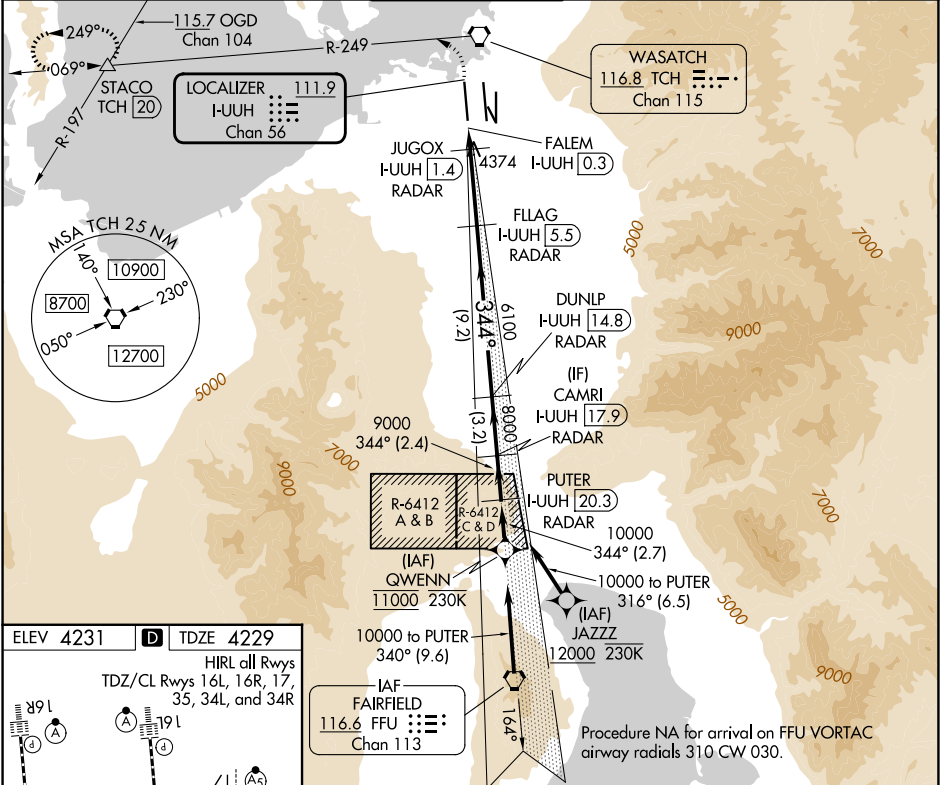 249°
069°
115.7 OGD
Chan 104
R-249
STACO
TCH 20
R-197
LOCALIZER 111.9
I-UUH
Chan 56
WASATCH
116.8 TCH
Chan 115
N
JUGOX
I-UUH 1.4
RADAR
4374
FALEM
I-UUH 0.3
FLLAG
I-UUH 5.5
RADAR
5000
7000
MSA TCH 25 NM
140°
10900
8700
230°
050°
12700
344°
6100
(9.2)
DUNLP
I-UUH 14.8
RADAR
9000
(IF)
CAMRI
I-UUH 17.9
RADAR
8000
(3.2)
5000
9000
344° (2.4)
7000
9000
R-6412
A & B
R-6412
C & D
PUTER
I-UUH 20.3
RADAR
7000
10000
344° (2.7)
(IAF)
QWENN
11000 230K
10000 to PUTER
316° (6.5)
(IAF)
JAZZZ
12000 230K
5000
9000
10000 to PUTER
340° (9.6)
IAF
FAIRFIELD
116.6 FFU
Chan 113
164°
Procedure NA for arrival on FFU VORTAC
airway radials 310 CW 030.
ELEV 4231 D TDZE 4229
HIRL all Rwys
TDZ/CL Rwys 16L, 16R, 17,
35, 34L, and 34R
16R
A
P
A
16L
P
17
A5